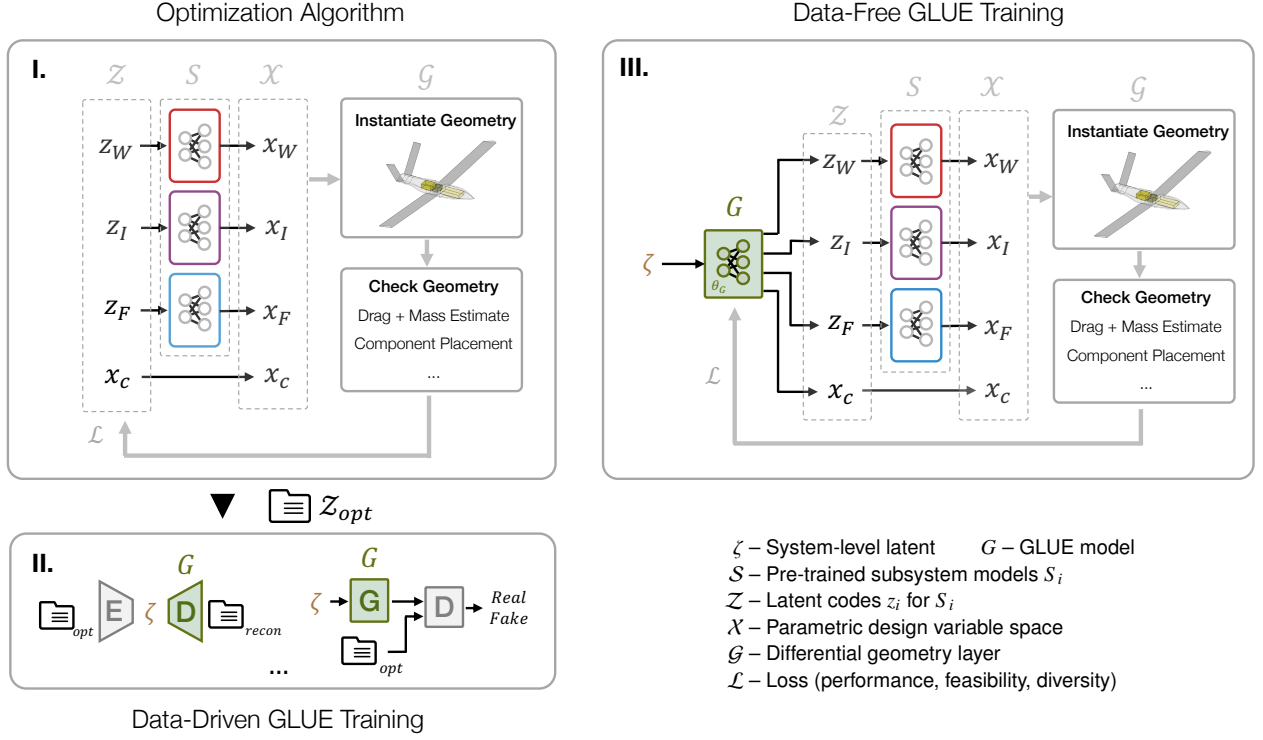 Optimization Algorithm
I.
𝒵 S 𝒳 𝒢
z_W x_W
z_I x_I
z_F x_F
x_c x_c
Instantiate Geometry
Check Geometry
Drag + Mass Estimate
Component Placement
...
ℒ
𝒵_opt
II.
G
E ζ D
opt recon
...
ζ G D
Real
Fake
opt
Data-Driven GLUE Training
Data-Free GLUE Training
III.
𝒵 S 𝒳 𝒢
G
ζ
θ_G
z_W x_W
z_I x_I
z_F x_F
x_c x_c
Instantiate Geometry
Check Geometry
Drag + Mass Estimate
Component Placement
...
ℒ
ζ – System-level latent G – GLUE model
𝒮 – Pre-trained subsystem models S_i
𝒵 – Latent codes z_i for S_i
𝒳 – Parametric design variable space
𝒢 – Differential geometry layer
ℒ – Loss (performance, feasibility, diversity)